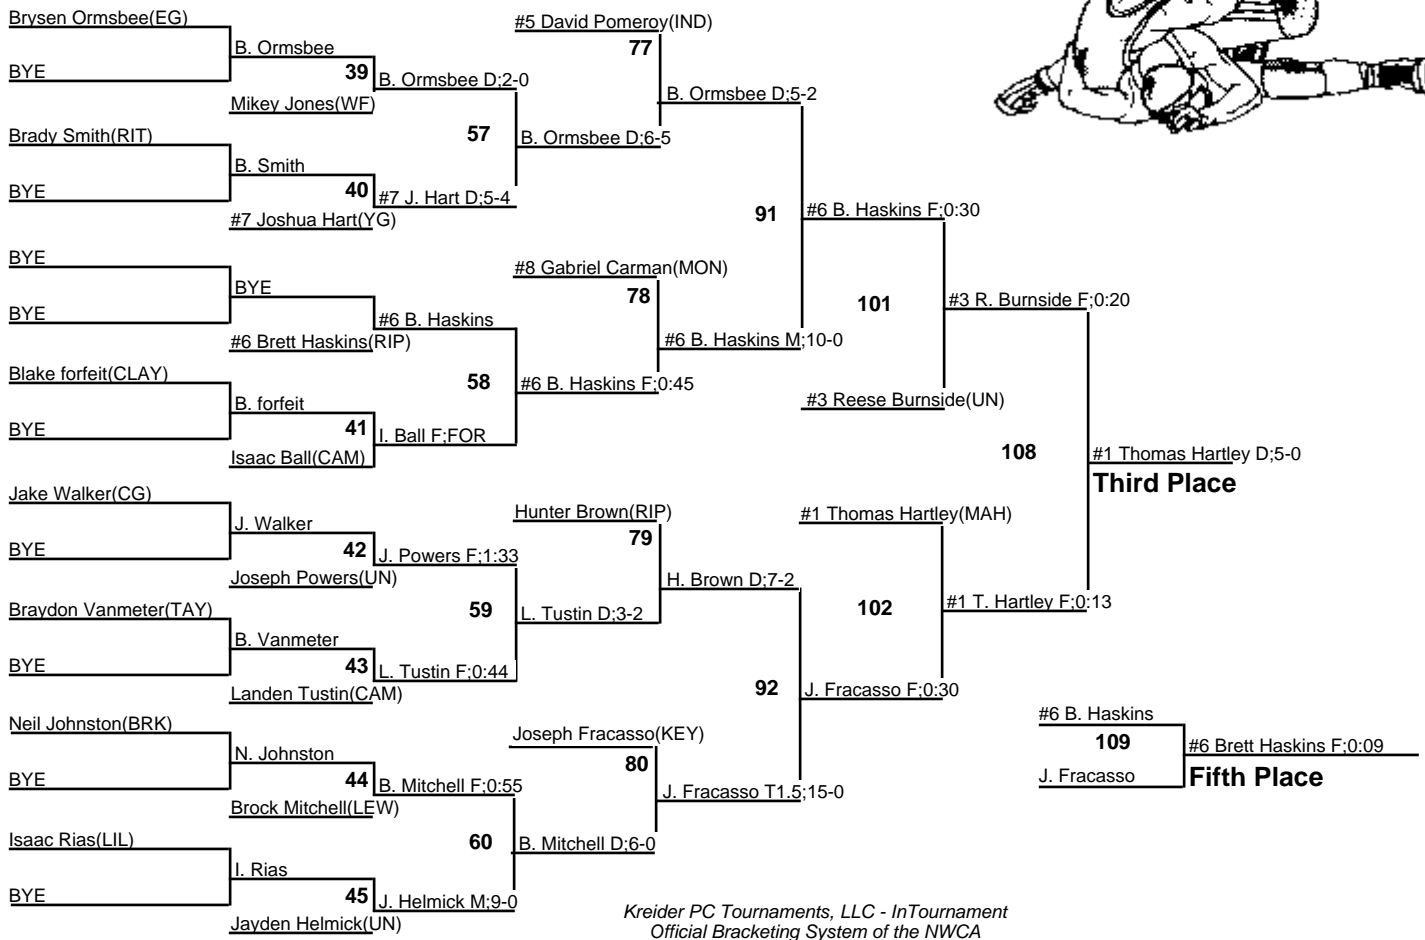 Brysen Ormsbee(EG)
B. Ormsbee
BYE
39
B. Ormsbee D;2-0
Mikey Jones(WF)
57
Brady Smith(RIT)
B. Smith
BYE
40
#7 J. Hart D;5-4
#7 Joshua Hart(YG)
#5 David Pomeroy(IND)
77
B. Ormsbee D;5-2
B. Ormsbee D;6-5
91
#6 B. Haskins F;0:30
BYE
BYE
BYE
#6 B. Haskins
#6 Brett Haskins(RIP)
58
#6 B. Haskins F;0:45
Blake forfeit(CLAY)
B. forfeit
BYE
41
I. Ball F;FOR
Isaac Ball(CAM)
#8 Gabriel Carman(MON)
78
#6 B. Haskins M;10-0
101
#3 R. Burnside F;0:20
#3 Reese Burnside(UN)
108
#1 Thomas Hartley D;5-0
Third Place
Jake Walker(CG)
J. Walker
BYE
42
J. Powers F;1:33
Joseph Powers(UN)
59
L. Tustin D;3-2
Braydon Vanmeter(TAY)
B. Vanmeter
BYE
43
L. Tustin F;0:44
Landen Tustin(CAM)
Hunter Brown(RIP)
79
H. Brown D;7-2
#1 Thomas Hartley(MAH)
102
#1 T. Hartley F;0:13
92
J. Fracasso F;0:30
Neil Johnston(BRK)
N. Johnston
BYE
44
B. Mitchell F;0:55
Brock Mitchell(LEW)
60
B. Mitchell D;6-0
Isaac Rias(LIL)
I. Rias
BYE
45
J. Helmick M;9-0
Jayden Helmick(UN)
Joseph Fracasso(KEY)
80
J. Fracasso T1.5;15-0
#6 B. Haskins
109
#6 Brett Haskins F;0:09
J. Fracasso
Fifth Place
Kreider PC Tournaments, LLC - InTournament
Official Bracketing System of the NWCA